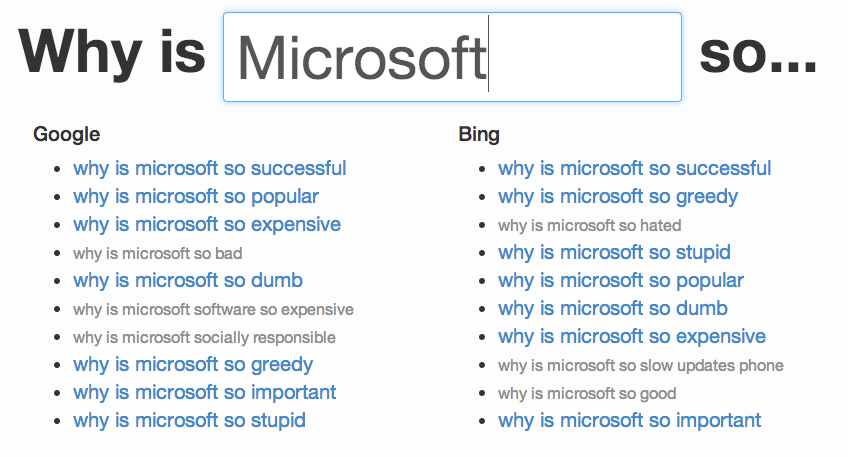 Why is Microsoft so...
Google
why is microsoft so successful
why is microsoft so popular
why is microsoft so expensive
why is microsoft so bad
why is microsoft so dumb
why is microsoft software so expensive
why is microsoft socially responsible
why is microsoft so greedy
why is microsoft so important
why is microsoft so stupid
Bing
why is microsoft so successful
why is microsoft so greedy
why is microsoft so hated
why is microsoft so stupid
why is microsoft so popular
why is microsoft so dumb
why is microsoft so expensive
why is microsoft so slow updates phone
why is microsoft so good
why is microsoft so important